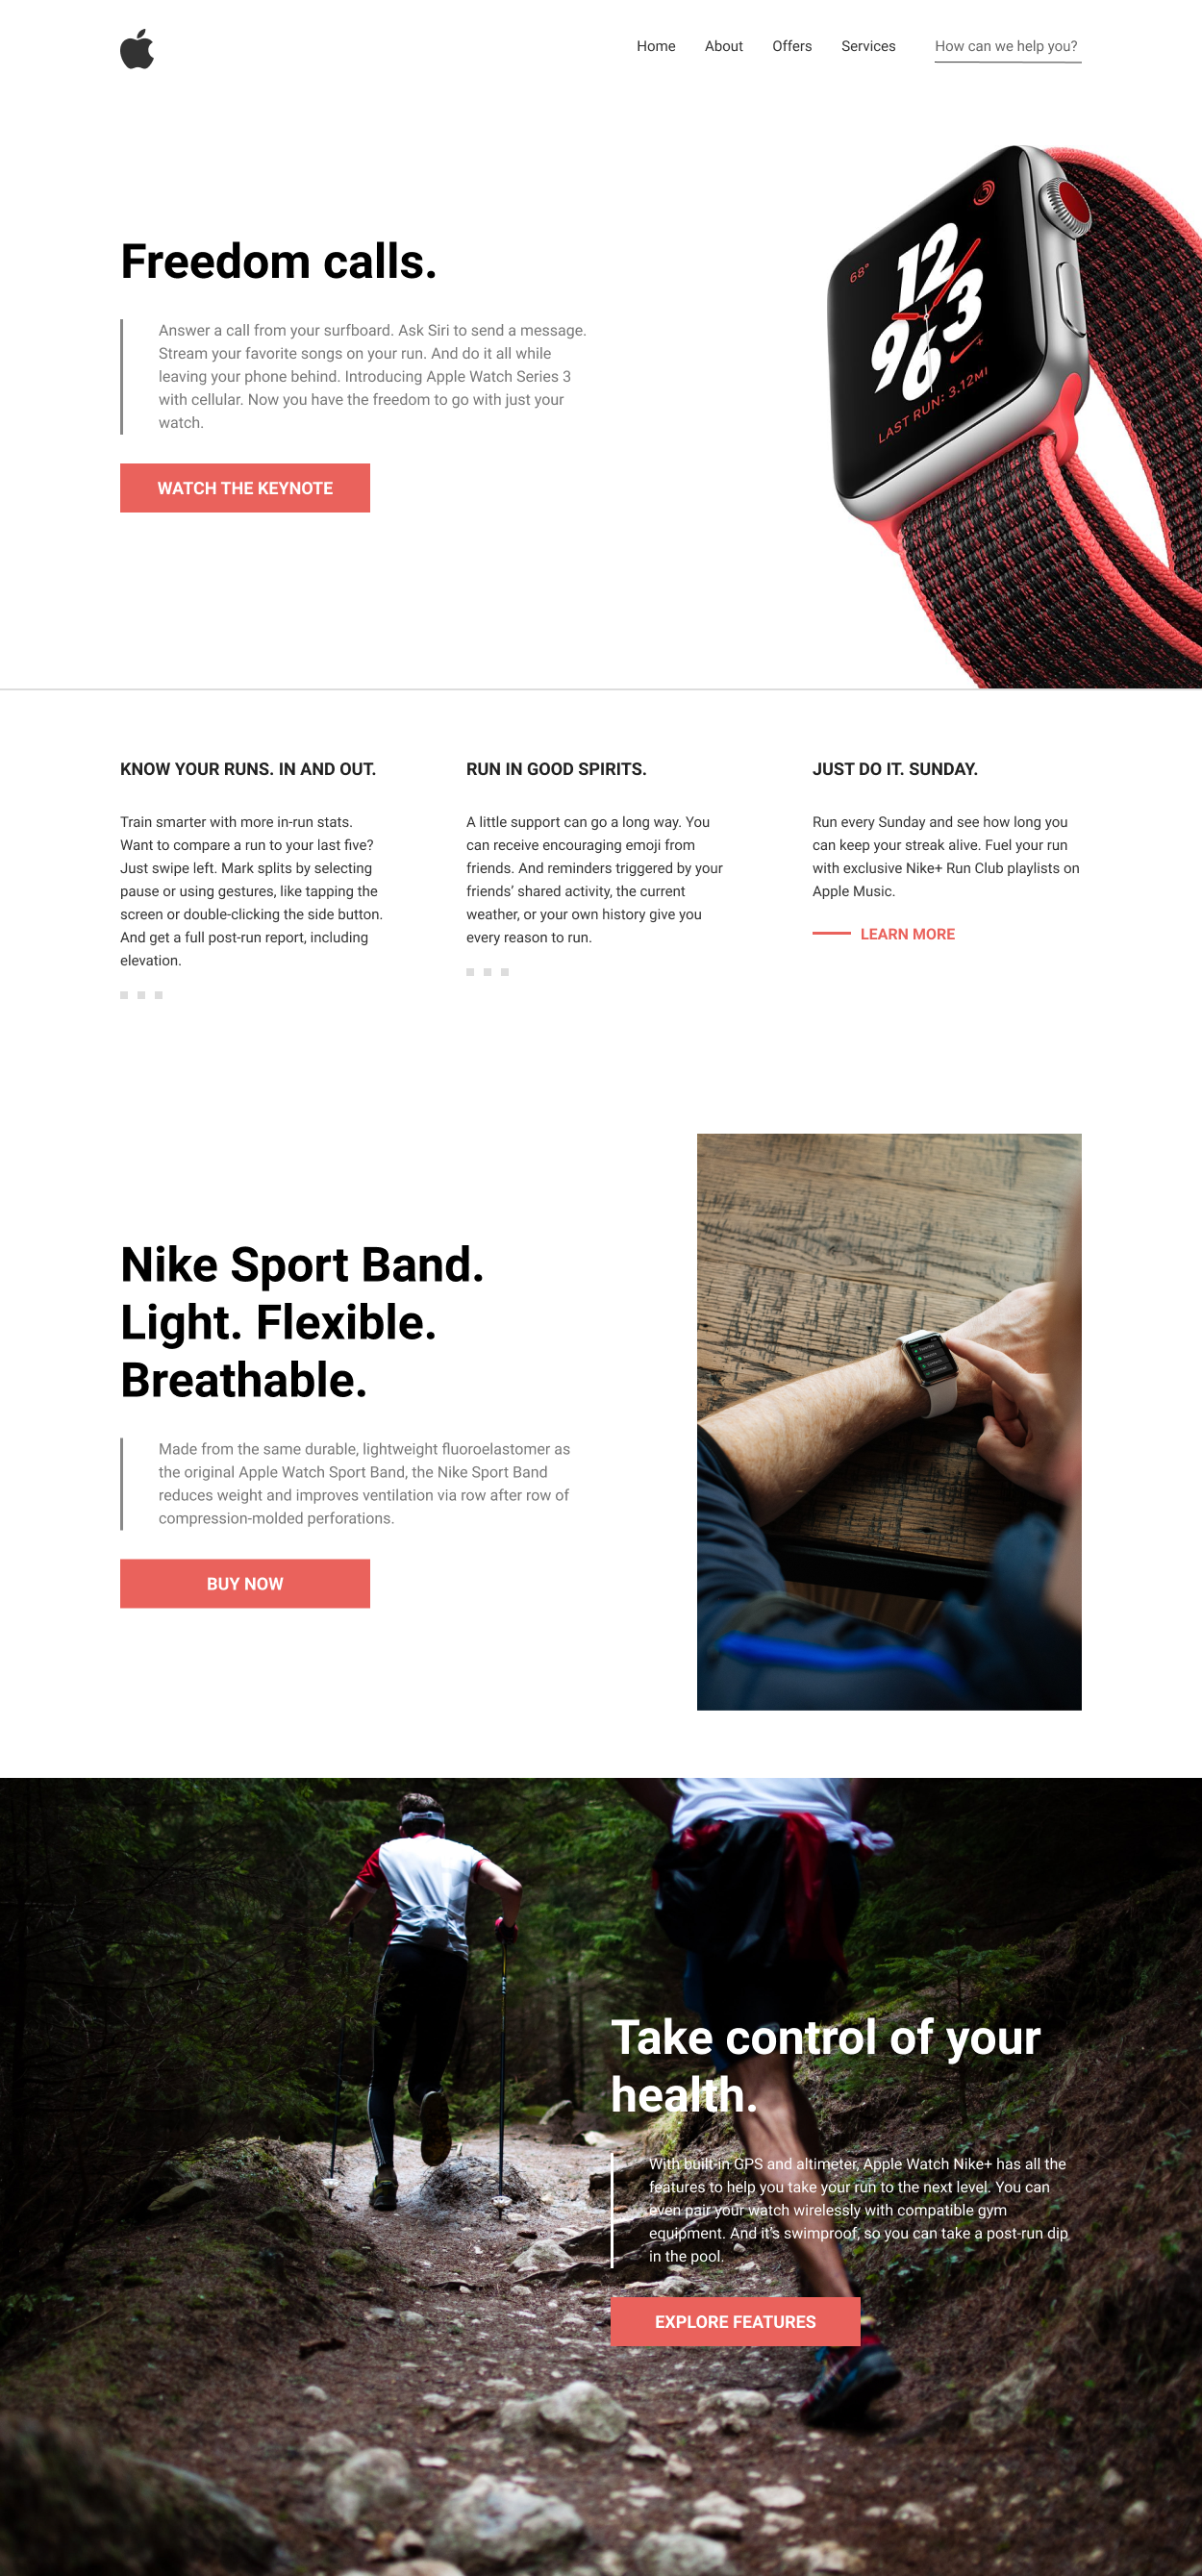 Home About Offers Services How can we help you?
68°
12
3
96
LAST RUN: 3.12MI
Freedom calls.
Answer a call from your surfboard. Ask Siri to send a message.
Stream your favorite songs on your run. And do it all while
leaving your phone behind. Introducing Apple Watch Series 3
with cellular. Now you have the freedom to go with just your
watch.
WATCH THE KEYNOTE
KNOW YOUR RUNS. IN AND OUT.
Train smarter with more in-run stats.
Want to compare a run to your last five?
Just swipe left. Mark splits by selecting
pause or using gestures, like tapping the
screen or double-clicking the side button.
And get a full post-run report, including
elevation.
RUN IN GOOD SPIRITS.
A little support can go a long way. You
can receive encouraging emoji from
friends. And reminders triggered by your
friends’ shared activity, the current
weather, or your own history give you
every reason to run.
JUST DO IT. SUNDAY.
Run every Sunday and see how long you
can keep your streak alive. Fuel your run
with exclusive Nike+ Run Club playlists on
Apple Music.
LEARN MORE
Nike Sport Band.
Light. Flexible.
Breathable.
Made from the same durable, lightweight fluoroelastomer as
the original Apple Watch Sport Band, the Nike Sport Band
reduces weight and improves ventilation via row after row of
compression-molded perforations.
BUY NOW
Take control of your
health.
With built-in GPS and altimeter, Apple Watch Nike+ has all the
features to help you take your run to the next level. You can
even pair your watch wirelessly with compatible gym
equipment. And it’s swimproof, so you can take a post-run dip
in the pool.
EXPLORE FEATURES